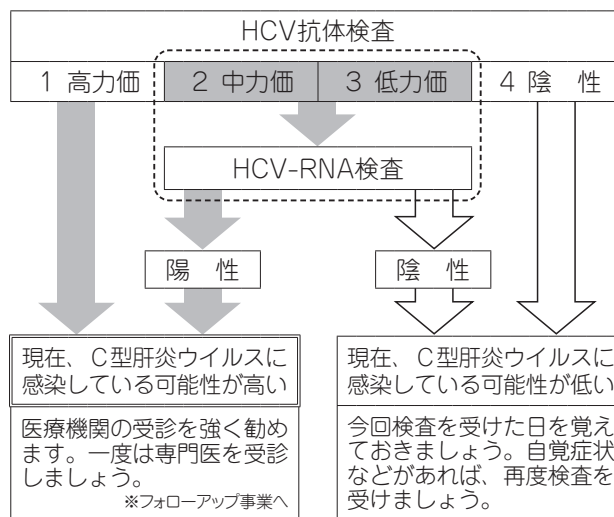 HCV抗体検査
1 高力価
2 中力価
3 低力価
4 陰 性
HCV-RNA検査
陽 性
陰 性
現在、C型肝炎ウイルスに
感染している可能性が高い
医療機関の受診を強く勧め
ます。一度は専門医を受診
しましょう。
※フォローアップ事業へ
現在、C型肝炎ウイルスに
感染している可能性が低い
今回検査を受けた日を覚え
ておきましょう。自覚症状
などがあれば、再度検査を
受けましょう。